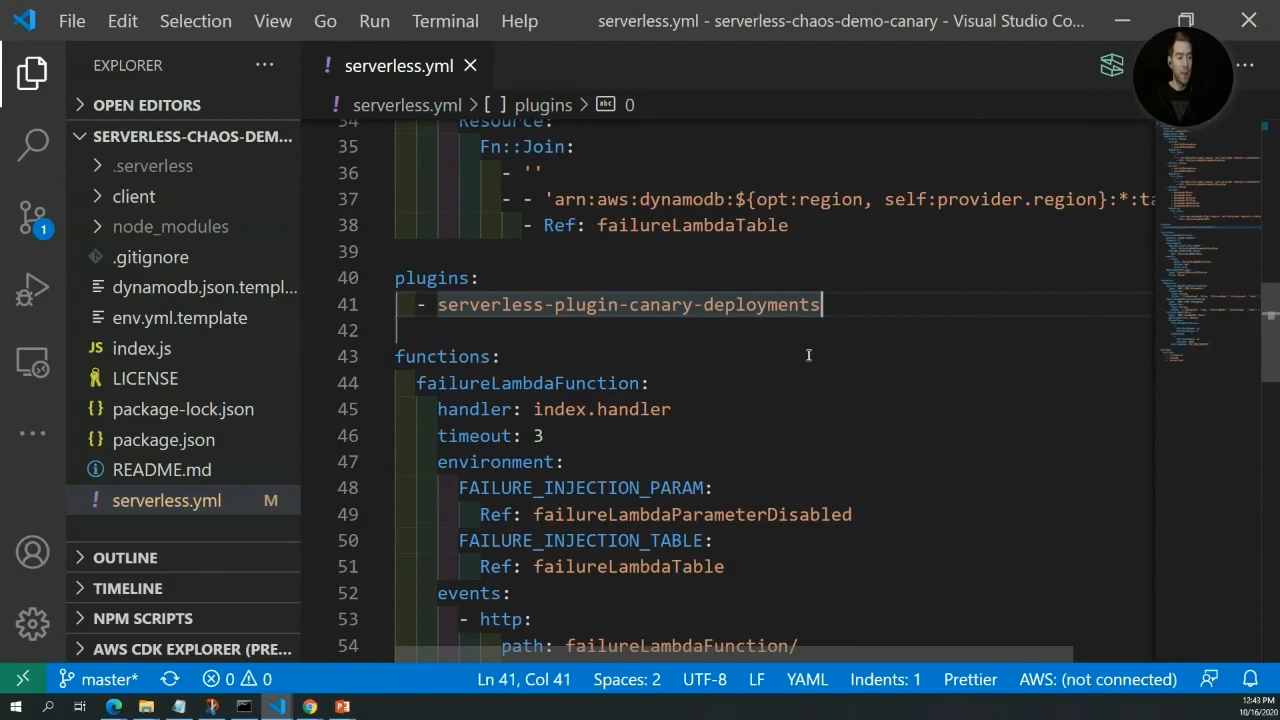 File Edit Selection View Go Run Terminal Help serverless.yml - serverless-chaos-demo-canary - Visual Studio Co...
EXPLORER
OPEN EDITORS
SERVERLESS-CHAOS-DEM...
.serverless
client
node_modules
.gitignore
dynamodb.json.templ...
env.yml.template
index.js
LICENSE
package-lock.json
package.json
README.md
serverless.yml M
OUTLINE
TIMELINE
NPM SCRIPTS
AWS CDK EXPLORER (PRE...
1
serverless.yml
serverless.yml > [ ] plugins > abc 0
34 Resource:
35 Fn::Join:
36 - ''
37 - - 'arn:aws:dynamodb:${opt:region, self:provider.region}:*:ta
38 - Ref: failureLambdaTable
39
40 plugins:
41 - serverless-plugin-canary-deployments
42
43 functions:
44 failureLambdaFunction:
45 handler: index.handler
46 timeout: 3
47 environment:
48 FAILURE_INJECTION_PARAM:
49 Ref: failureLambdaParameterDisabled
50 FAILURE_INJECTION_TABLE:
51 Ref: failureLambdaTable
52 events:
53 - http:
54 path: failureLambdaFunction/
master* 0 0 Ln 41, Col 41 Spaces: 2 UTF-8 LF YAML Indents: 1 Prettier AWS: (not connected)
12:43 PM
10/16/2020